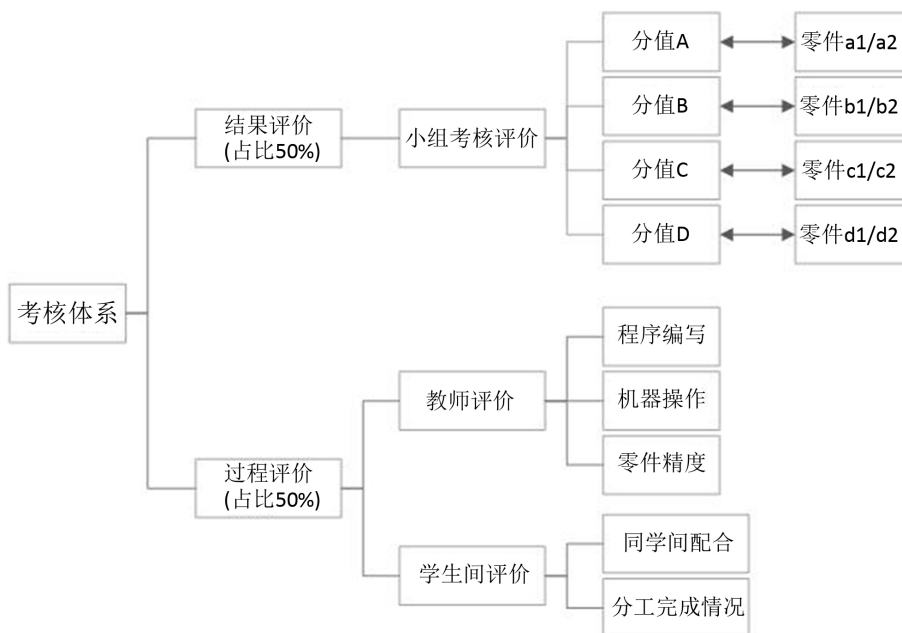 考核体系
结果评价
(占比50%)
小组考核评价
分值A
零件a1/a2
分值B
零件b1/b2
分值C
零件c1/c2
分值D
零件d1/d2
过程评价
(占比50%)
教师评价
程序编写
机器操作
零件精度
学生间评价
同学间配合
分工完成情况